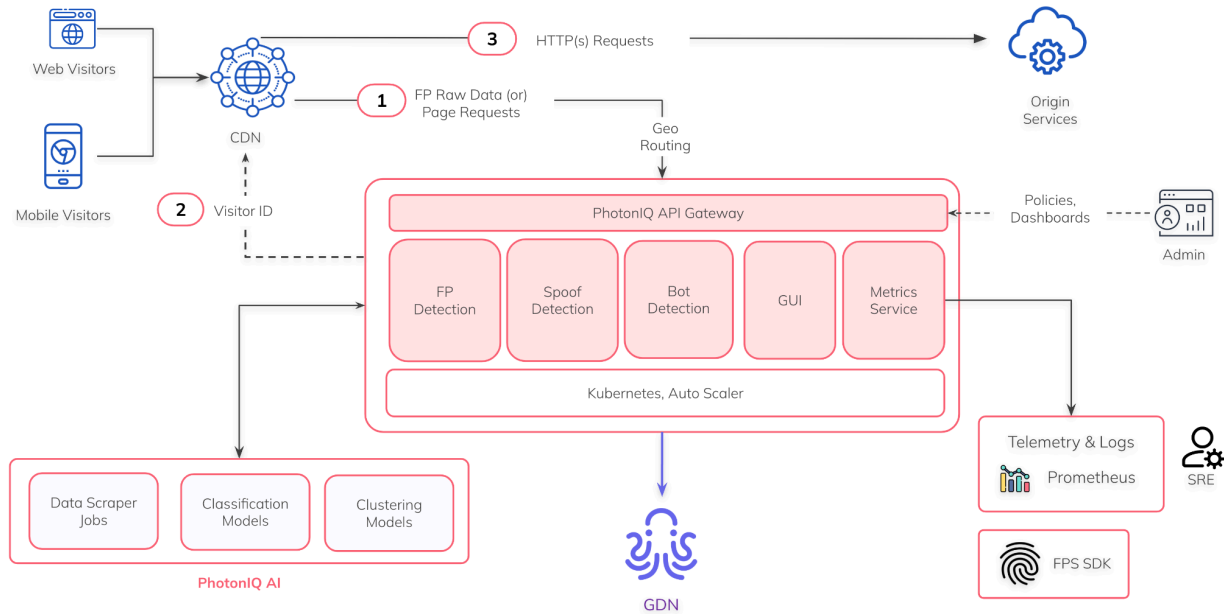 3
HTTP(s) Requests
Web Visitors
1
FP Raw Data (or)
Page Requests
Origin
Services
CDN
Geo
Routing
2
Visitor ID
Mobile Visitors
PhotonIQ API Gateway
Policies,
Dashboards
Admin
FP
Detection
Spoof
Detection
Bot
Detection
GUI
Metrics
Service
Kubernetes, Auto Scaler
Telemetry & Logs
Prometheus
SRE
Data Scraper
Jobs
Classification
Models
Clustering
Models
PhotonIQ AI
FPS SDK
GDN